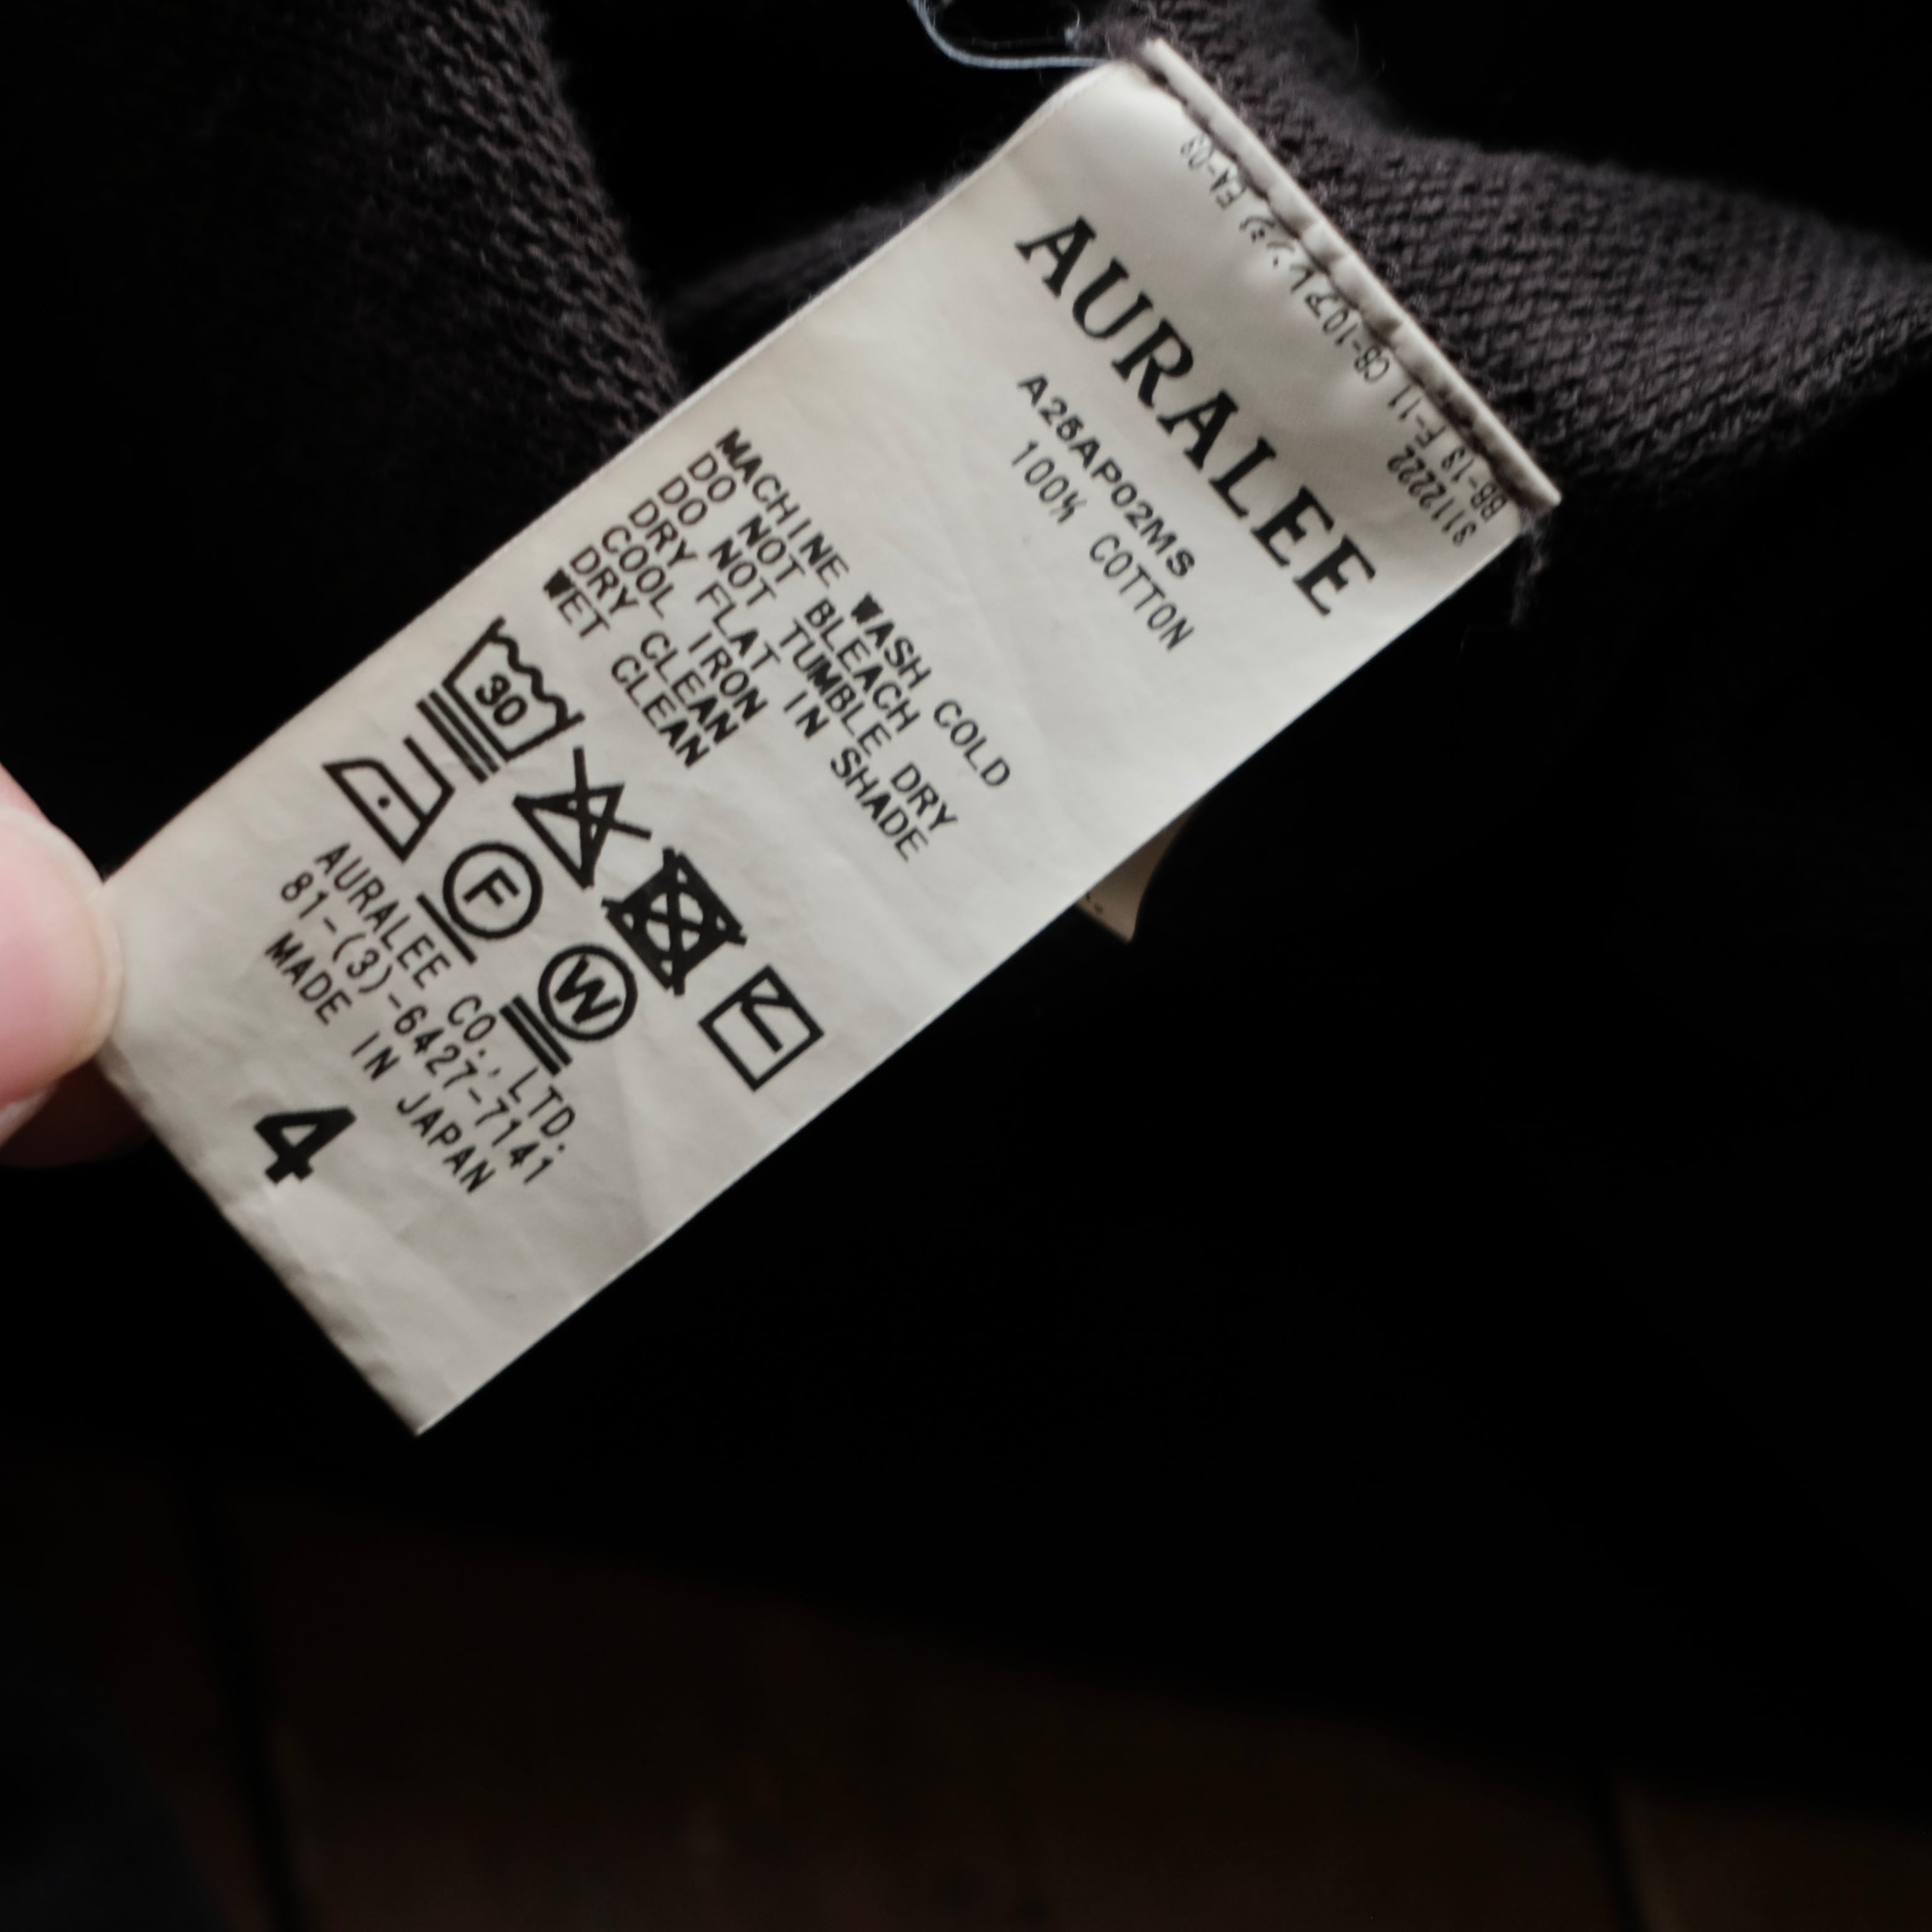 AURALEE
A25AP02MS
100% COTTON
MACHINE WASH COLD
DO NOT BLEACH
DO NOT TUMBLE DRY
DRY FLAT IN SHADE
COOL IRON
DRY CLEAN
WET CLEAN
30
F
W
AURALEE CO., LTD.
81-(3)-6427-7141
MADE IN JAPAN
4